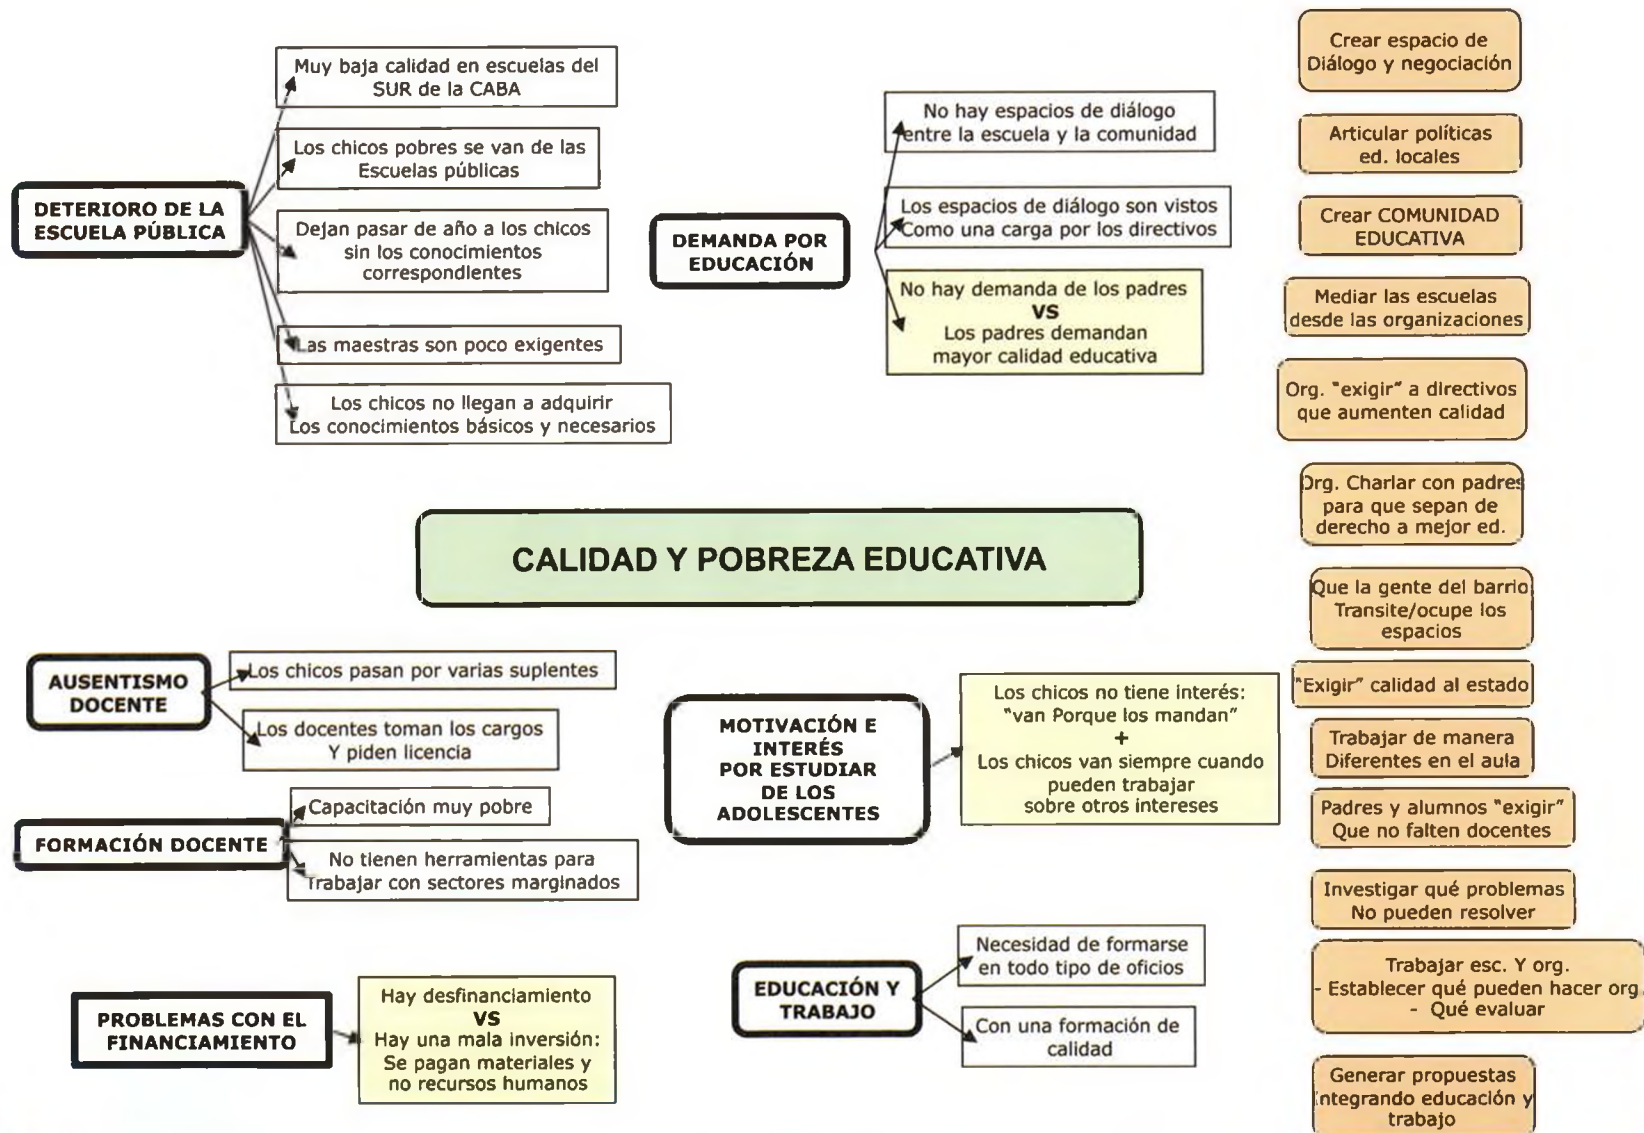 DETERIORO DE LA
ESCUELA PÚBLICA
Muy baja calidad en escuelas del
SUR de la CABA
Los chicos pobres se van de las
Escuelas públicas
Dejan pasar de año a los chicos
sin los conocimientos
correspondientes
Las maestras son poco exigentes
Los chicos no llegan a adquirir
Los conocimientos básicos y necesarios
DEMANDA POR
EDUCACIÓN
No hay espacios de diálogo
entre la escuela y la comunidad
Los espacios de diálogo son vistos
Como una carga por los directivos
No hay demanda de los padres
VS
Los padres demandan
mayor calidad educativa
CALIDAD Y POBREZA EDUCATIVA
AUSENTISMO
DOCENTE
Los chicos pasan por varias suplentes
Los docentes toman los cargos
Y piden licencia
FORMACIÓN DOCENTE
Capacitación muy pobre
No tienen herramientas para
Trabajar con sectores marginados
PROBLEMAS CON EL
FINANCIAMIENTO
Hay desfinanciamiento
VS
Hay una mala inversión:
Se pagan materiales y
no recursos humanos
MOTIVACIÓN E
INTERÉS
POR ESTUDIAR
DE LOS
ADOLESCENTES
Los chicos no tiene interés:
"van Porque los mandan"
+
Los chicos van siempre cuando
pueden trabajar
sobre otros intereses
EDUCACIÓN Y
TRABAJO
Necesidad de formarse
en todo tipo de oficios
Con una formación de
calidad
Crear espacio de
Diálogo y negociación
Articular políticas
ed. locales
Crear COMUNIDAD
EDUCATIVA
Mediar las escuelas
desde las organizaciones
Org. "exigir" a directivos
que aumenten calidad
Org. Charlar con padres
para que sepan de
derecho a mejor ed.
Que la gente del barrio
Transite/ocupe los
espacios
"Exigir" calidad al estado
Trabajar de manera
Diferentes en el aula
Padres y alumnos "exigir"
Que no falten docentes
Investigar qué problemas
No pueden resolver
Trabajar esc. Y org.
- Establecer qué pueden hacer org.
- Qué evaluar
Generar propuestas
integrando educación y
trabajo